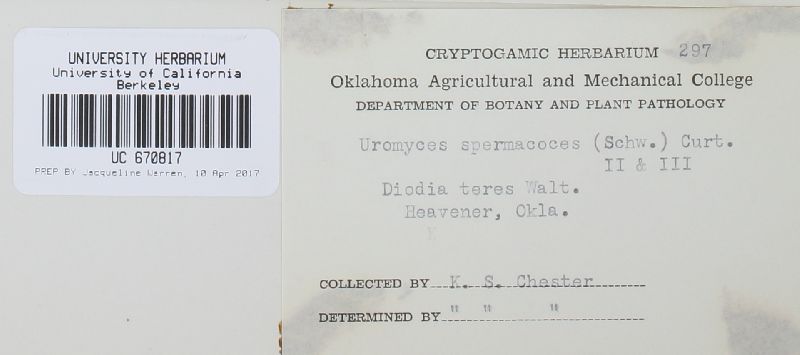 UNIVERSITY HERBARIUM
University of California
Berkeley
UC 670817
PREP BY Jacqueline Warren, 10 Apr 2017
CRYPTOGAMIC HERBARIUM 297
Oklahoma Agricultural and Mechanical College
DEPARTMENT OF BOTANY AND PLANT PATHOLOGY
Uromyces spermacoces (Schw.) Curt.
II & III
Diodia teres Walt.
Heavener, Okla.
COLLECTED BY K. S. Chester
DETERMINED BY " " "